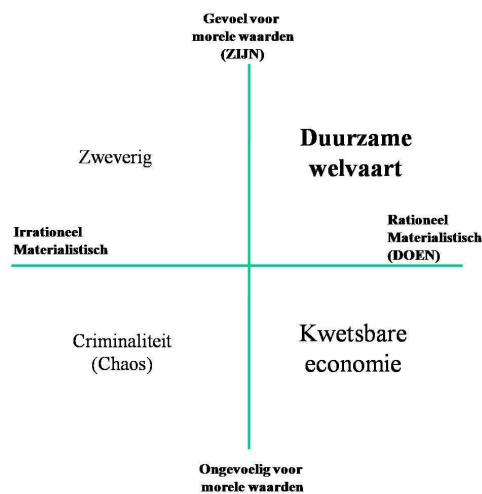 Gevoel voor
morele waarden
(ZIJN)
Zweverig
Duurzame
welvaart
Irrationeel
Materialistisch
Rationeel
Materialistisch
(DOEN)
Criminaliteit
(Chaos)
Kwetsbare
economie
Ongevoelig voor
morele waarden